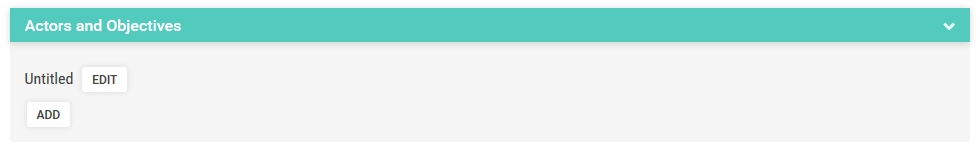 Actors and Objectives
Untitled EDIT
ADD